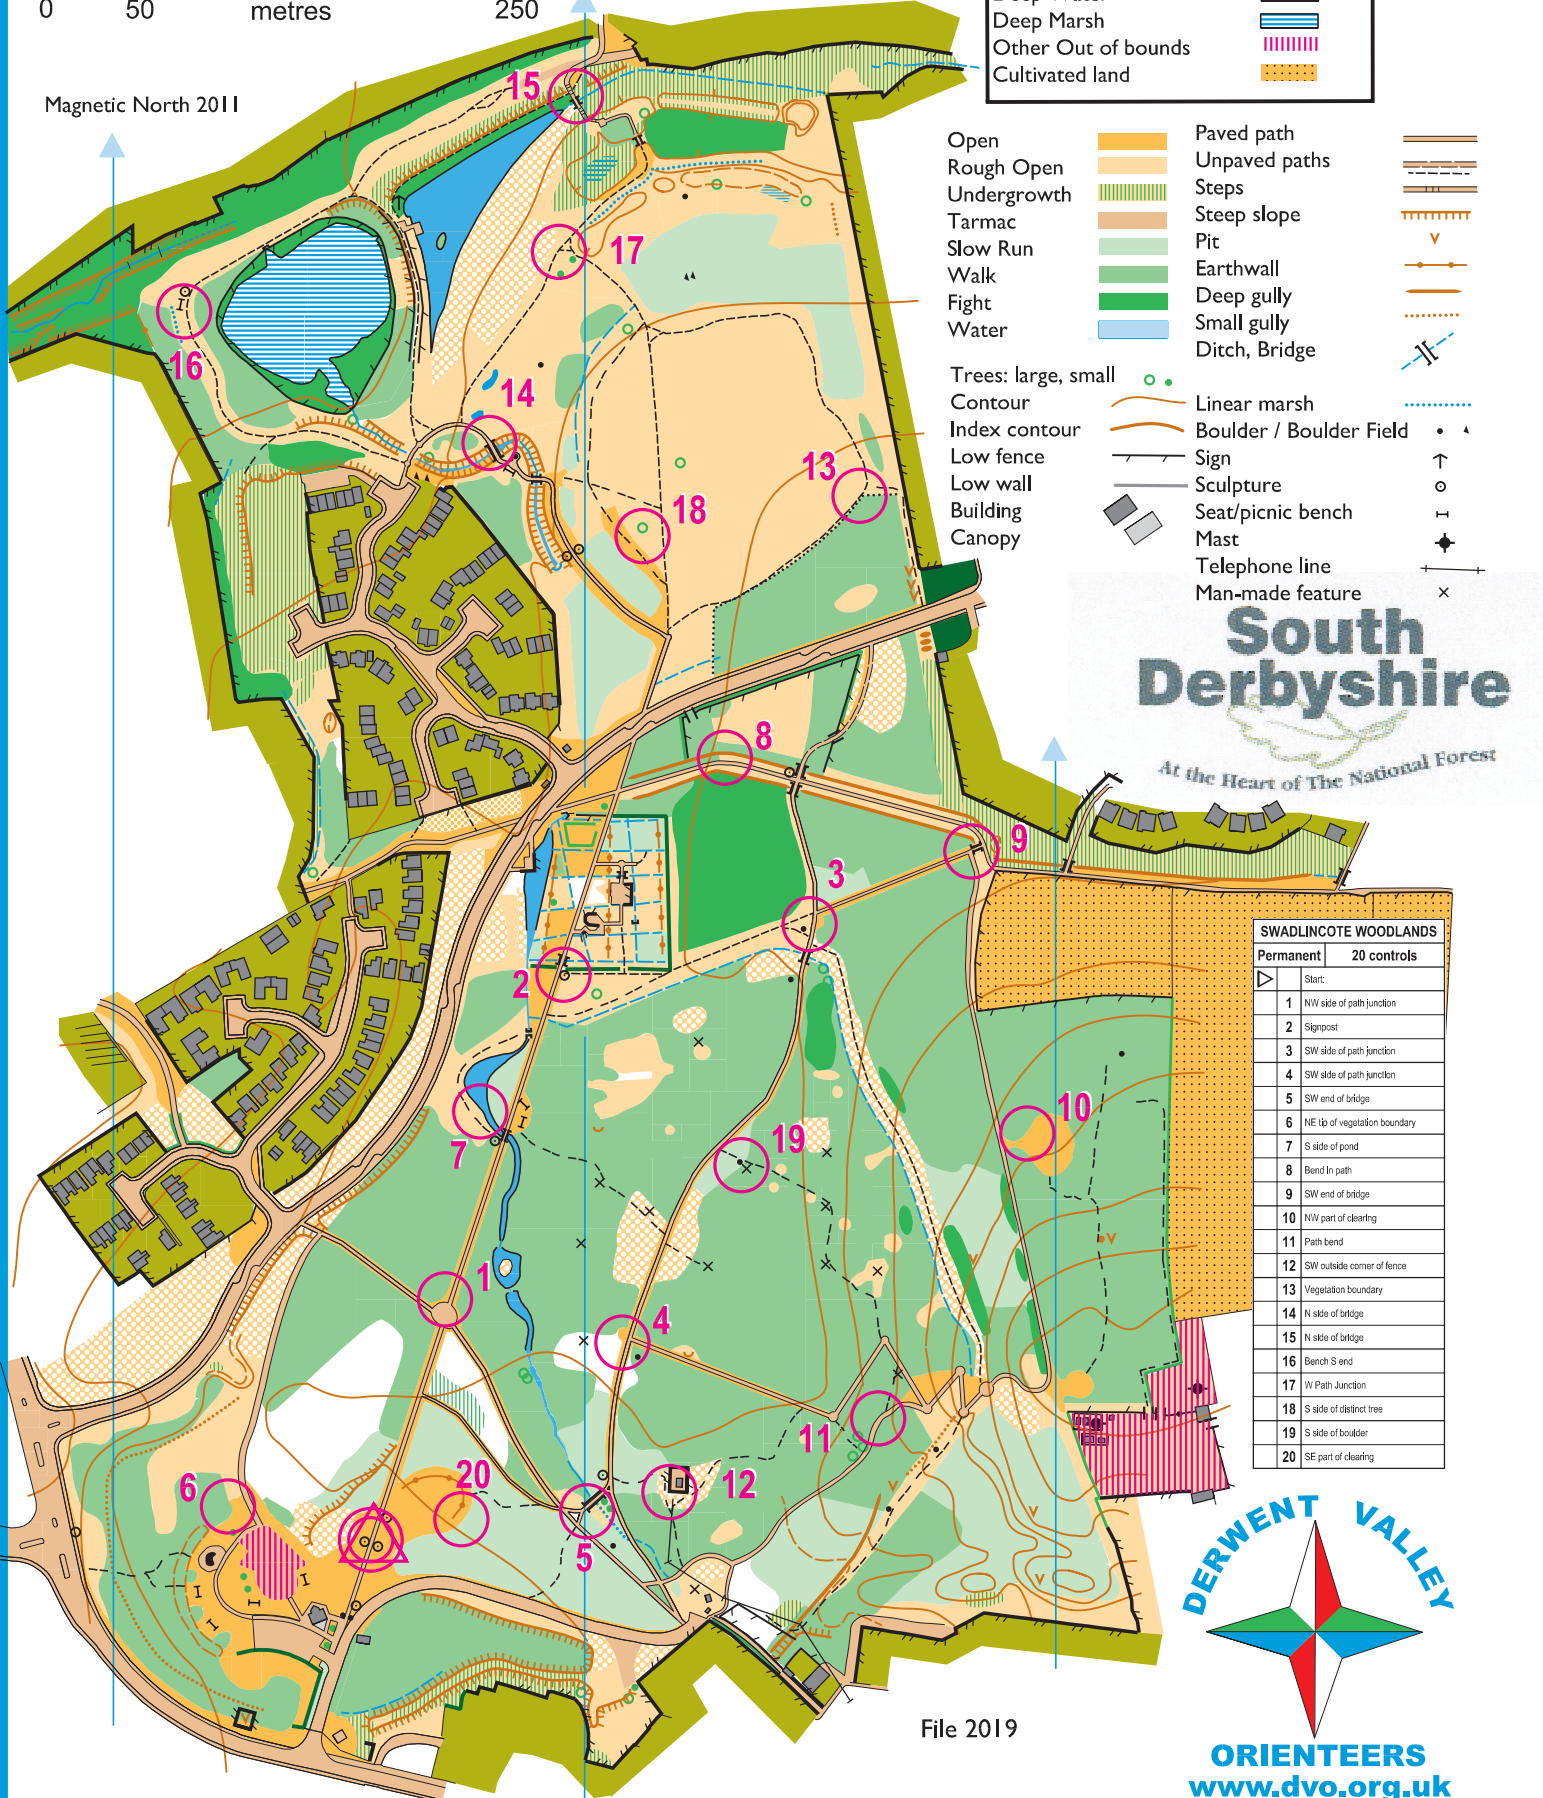 0 50 metres 250
Deep Marsh
Other Out of bounds
Cultivated land
Magnetic North 2011
Open
Rough Open
Undergrowth
Tarmac
Slow Run
Walk
Fight
Water
Trees: large, small
Contour
Index contour
Low fence
Low wall
Building
Canopy
Paved path
Unpaved paths
Steps
Steep slope
Pit
Earthwall
Deep gully
Small gully
Ditch, Bridge
Linear marsh
Boulder / Boulder Field
Sign
Sculpture
Seat/picnic bench
Mast
Telephone line
Man-made feature
South
Derbyshire
At the Heart of The National Forest
15
17
16
14
13
18
8
9
3
2
7
10
19
1
4
11
6
20
12
5
SWADLINCOTE WOODLANDS
Permanent 20 controls
Start:
1 NW side of path junction
2 Signpost
3 SW side of path junction
4 SW side of path junction
5 SW end of bridge
6 NE tip of vegetation boundary
7 S side of pond
8 Bend In path
9 SW end of bridge
10 NW part of clearing
11 Path bend
12 SW outside corner of fence
13 Vegetation boundary
14 N side of bridge
15 N side of bridge
16 Bench S end
17 W Path Junction
18 S side of distinct tree
19 S side of boulder
20 SE part of clearing
DERWENT VALLEY
ORIENTEERS
www.dvo.org.uk
File 2019